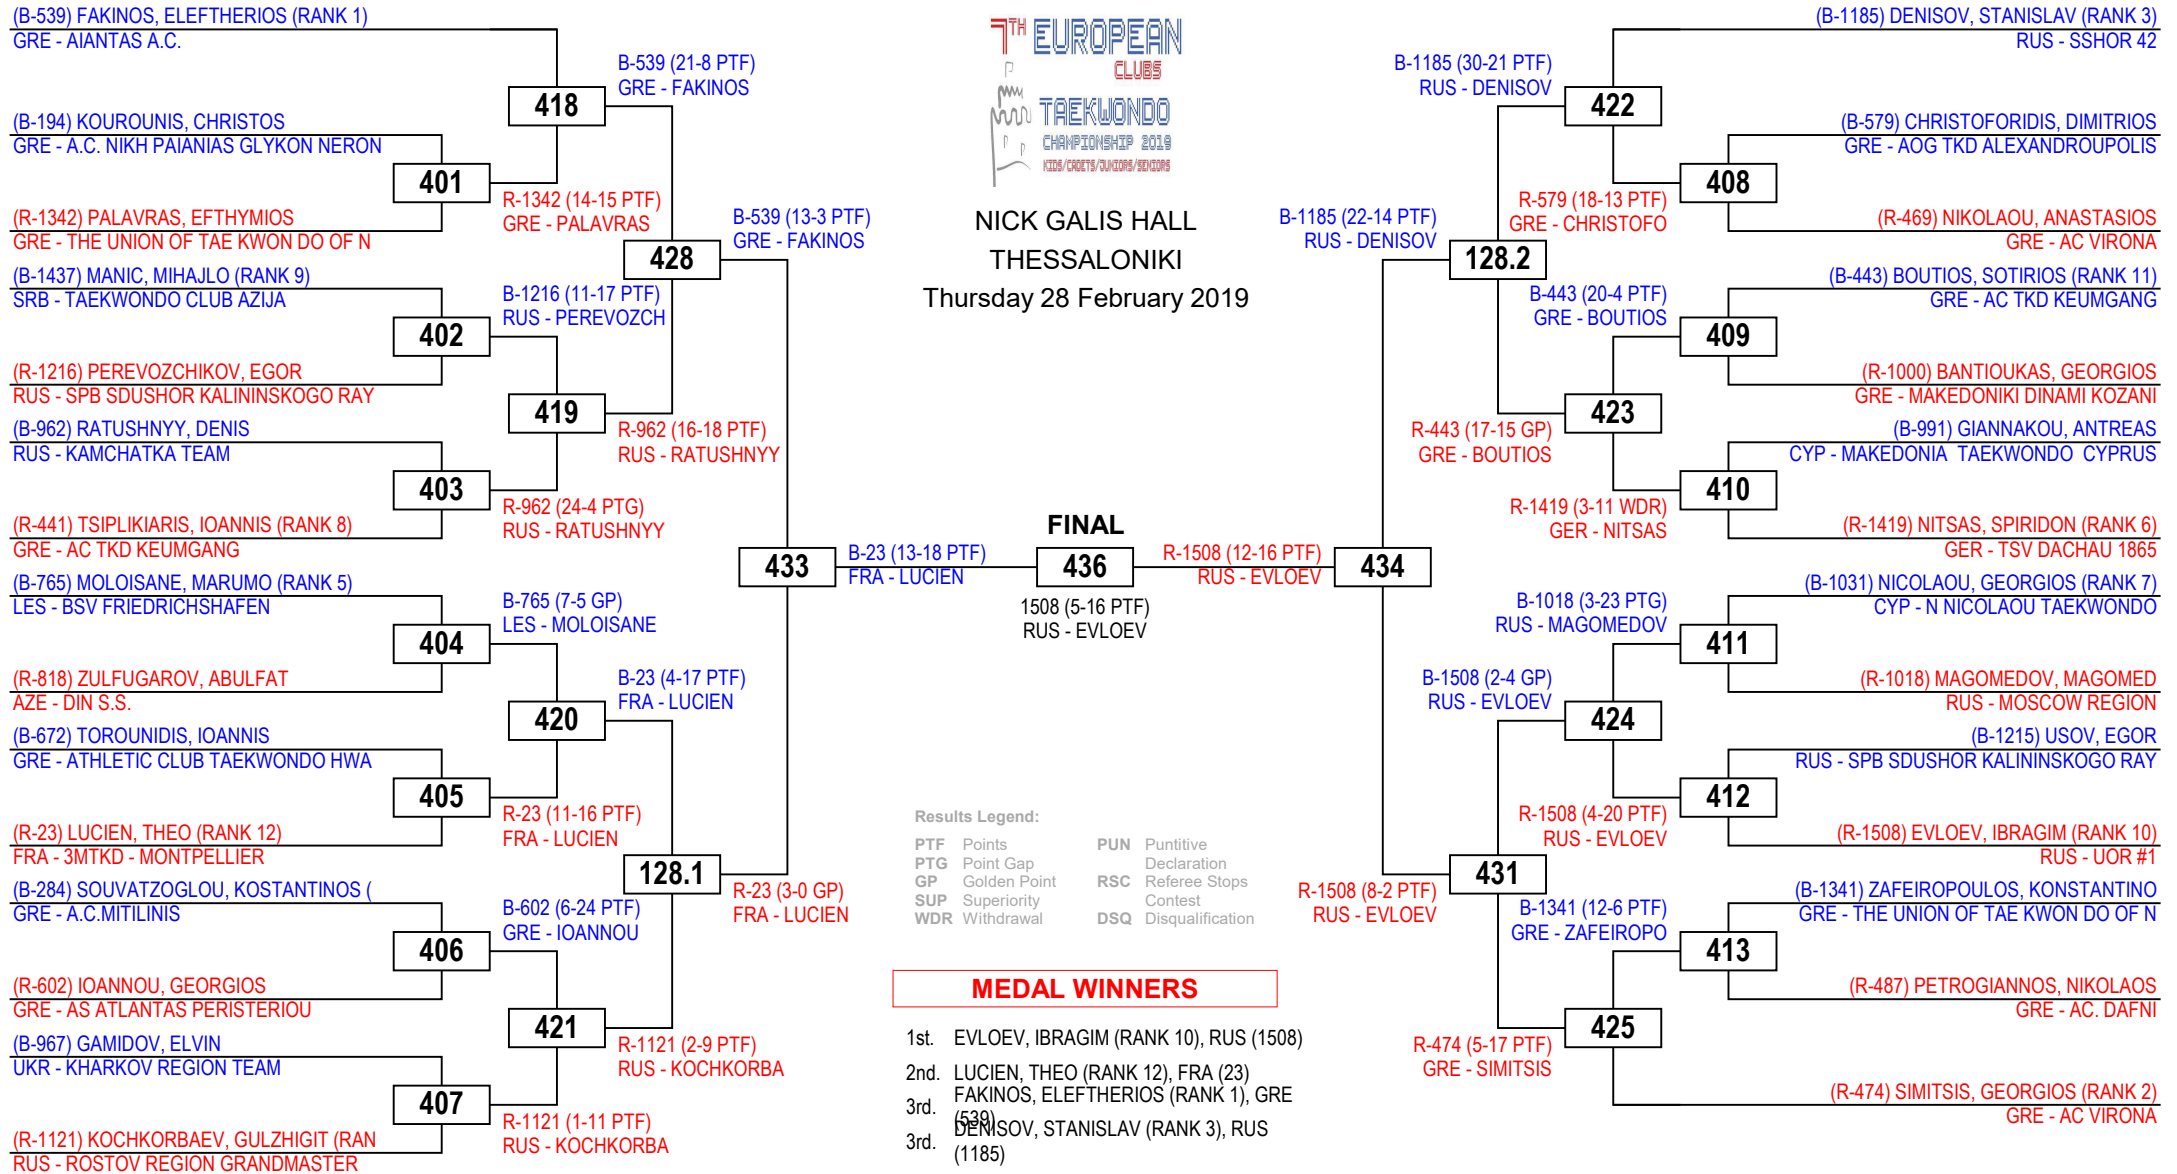 (B-539) FAKINOS, ELEFTHERIOS (RANK 1)
GRE - AIANTAS A.C.
(B-194) KOUROUNIS, CHRISTOS
GRE - A.C. NIKH PAIANIAS GLYKON NERON
(R-1342) PALAVRAS, EFTHYMIOS
GRE - THE UNION OF TAE KWON DO OF N
(B-1437) MANIC, MIHAJLO (RANK 9)
SRB - TAEKWONDO CLUB AZIJA
(R-1216) PEREVOZCHIKOV, EGOR
RUS - SPB SDUSHOR KALININSKOGO RAY
(B-962) RATUSHNYY, DENIS
RUS - KAMCHATKA TEAM
(R-441) TSIPLIKIARIS, IOANNIS (RANK 8)
GRE - AC TKD KEUMGANG
(B-765) MOLOISANE, MARUMO (RANK 5)
LES - BSV FRIEDRICHSHAFEN
(R-818) ZULFUGAROV, ABULFAT
AZE - DIN S.S.
(B-672) TOROUNIDIS, IOANNIS
GRE - ATHLETIC CLUB TAEKWONDO HWA
(R-23) LUCIEN, THEO (RANK 12)
FRA - 3MTKD - MONTPELLIER
(B-284) SOUVATZOGLOU, KOSTANTINOS (
GRE - A.C.MITILINIS
(R-602) IOANNOU, GEORGIOS
GRE - AS ATLANTAS PERISTERIOU
(B-967) GAMIDOV, ELVIN
UKR - KHARKOV REGION TEAM
(R-1121) KOCHKORBAEV, GULZHIGIT (RAN
RUS - ROSTOV REGION GRANDMASTER
401
402
403
404
405
406
407
R-1342 (14-15 PTF)
GRE - PALAVRAS
B-1216 (11-17 PTF)
RUS - PEREVOZCH
R-962 (24-4 PTG)
RUS - RATUSHNYY
B-765 (7-5 GP)
LES - MOLOISANE
R-23 (11-16 PTF)
FRA - LUCIEN
B-602 (6-24 PTF)
GRE - IOANNOU
R-1121 (1-11 PTF)
RUS - KOCHKORBA
418
419
420
421
B-539 (21-8 PTF)
GRE - FAKINOS
R-962 (16-18 PTF)
RUS - RATUSHNYY
B-23 (4-17 PTF)
FRA - LUCIEN
R-1121 (2-9 PTF)
RUS - KOCHKORBA
428
128.1
B-539 (13-3 PTF)
GRE - FAKINOS
R-23 (3-0 GP)
FRA - LUCIEN
433
B-23 (13-18 PTF)
FRA - LUCIEN
7TH EUROPEAN
CLUBS
TAEKWONDO
CHAMPIONSHIP 2019
KIDS/CADETS/JUNIORS/SENIORS
NICK GALIS HALL
THESSALONIKI
Thursday 28 February 2019
FINAL
436
1508 (5-16 PTF)
RUS - EVLOEV
Results Legend:
PTF Points
PTG Point Gap
GP Golden Point
SUP Superiority
WDR Withdrawal
PUN Puntitive
Declaration
RSC Referee Stops
Contest
DSQ Disqualification
MEDAL WINNERS
1st. EVLOEV, IBRAGIM (RANK 10), RUS (1508)
2nd. LUCIEN, THEO (RANK 12), FRA (23)
3rd. FAKINOS, ELEFTHERIOS (RANK 1), GRE
(539)
3rd. DENISOV, STANISLAV (RANK 3), RUS
(1185)
R-1508 (12-16 PTF)
RUS - EVLOEV
434
B-1185 (22-14 PTF)
RUS - DENISOV
R-1508 (8-2 PTF)
RUS - EVLOEV
128.2
431
B-1185 (30-21 PTF)
RUS - DENISOV
R-443 (17-15 GP)
GRE - BOUTIOS
B-1508 (2-4 GP)
RUS - EVLOEV
R-474 (5-17 PTF)
GRE - SIMITSIS
422
423
424
425
R-579 (18-13 PTF)
GRE - CHRISTOFO
B-443 (20-4 PTF)
GRE - BOUTIOS
R-1419 (3-11 WDR)
GER - NITSAS
B-1018 (3-23 PTG)
RUS - MAGOMEDOV
R-1508 (4-20 PTF)
RUS - EVLOEV
B-1341 (12-6 PTF)
GRE - ZAFEIROPO
408
409
410
411
412
413
(B-1185) DENISOV, STANISLAV (RANK 3)
RUS - SSHOR 42
(B-579) CHRISTOFORIDIS, DIMITRIOS
GRE - AOG TKD ALEXANDROUPOLIS
(R-469) NIKOLAOU, ANASTASIOS
GRE - AC VIRONA
(B-443) BOUTIOS, SOTIRIOS (RANK 11)
GRE - AC TKD KEUMGANG
(R-1000) BANTIOUKAS, GEORGIOS
GRE - MAKEDONIKI DINAMI KOZANI
(B-991) GIANNAKOU, ANTREAS
CYP - MAKEDONIA TAEKWONDO CYPRUS
(R-1419) NITSAS, SPIRIDON (RANK 6)
GER - TSV DACHAU 1865
(B-1031) NICOLAOU, GEORGIOS (RANK 7)
CYP - N NICOLAOU TAEKWONDO
(R-1018) MAGOMEDOV, MAGOMED
RUS - MOSCOW REGION
(B-1215) USOV, EGOR
RUS - SPB SDUSHOR KALININSKOGO RAY
(R-1508) EVLOEV, IBRAGIM (RANK 10)
RUS - UOR #1
(B-1341) ZAFEIROPOULOS, KONSTANTINO
GRE - THE UNION OF TAE KWON DO OF N
(R-487) PETROGIANNOS, NIKOLAOS
GRE - AC. DAFNI
(R-474) SIMITSIS, GEORGIOS (RANK 2)
GRE - AC VIRONA